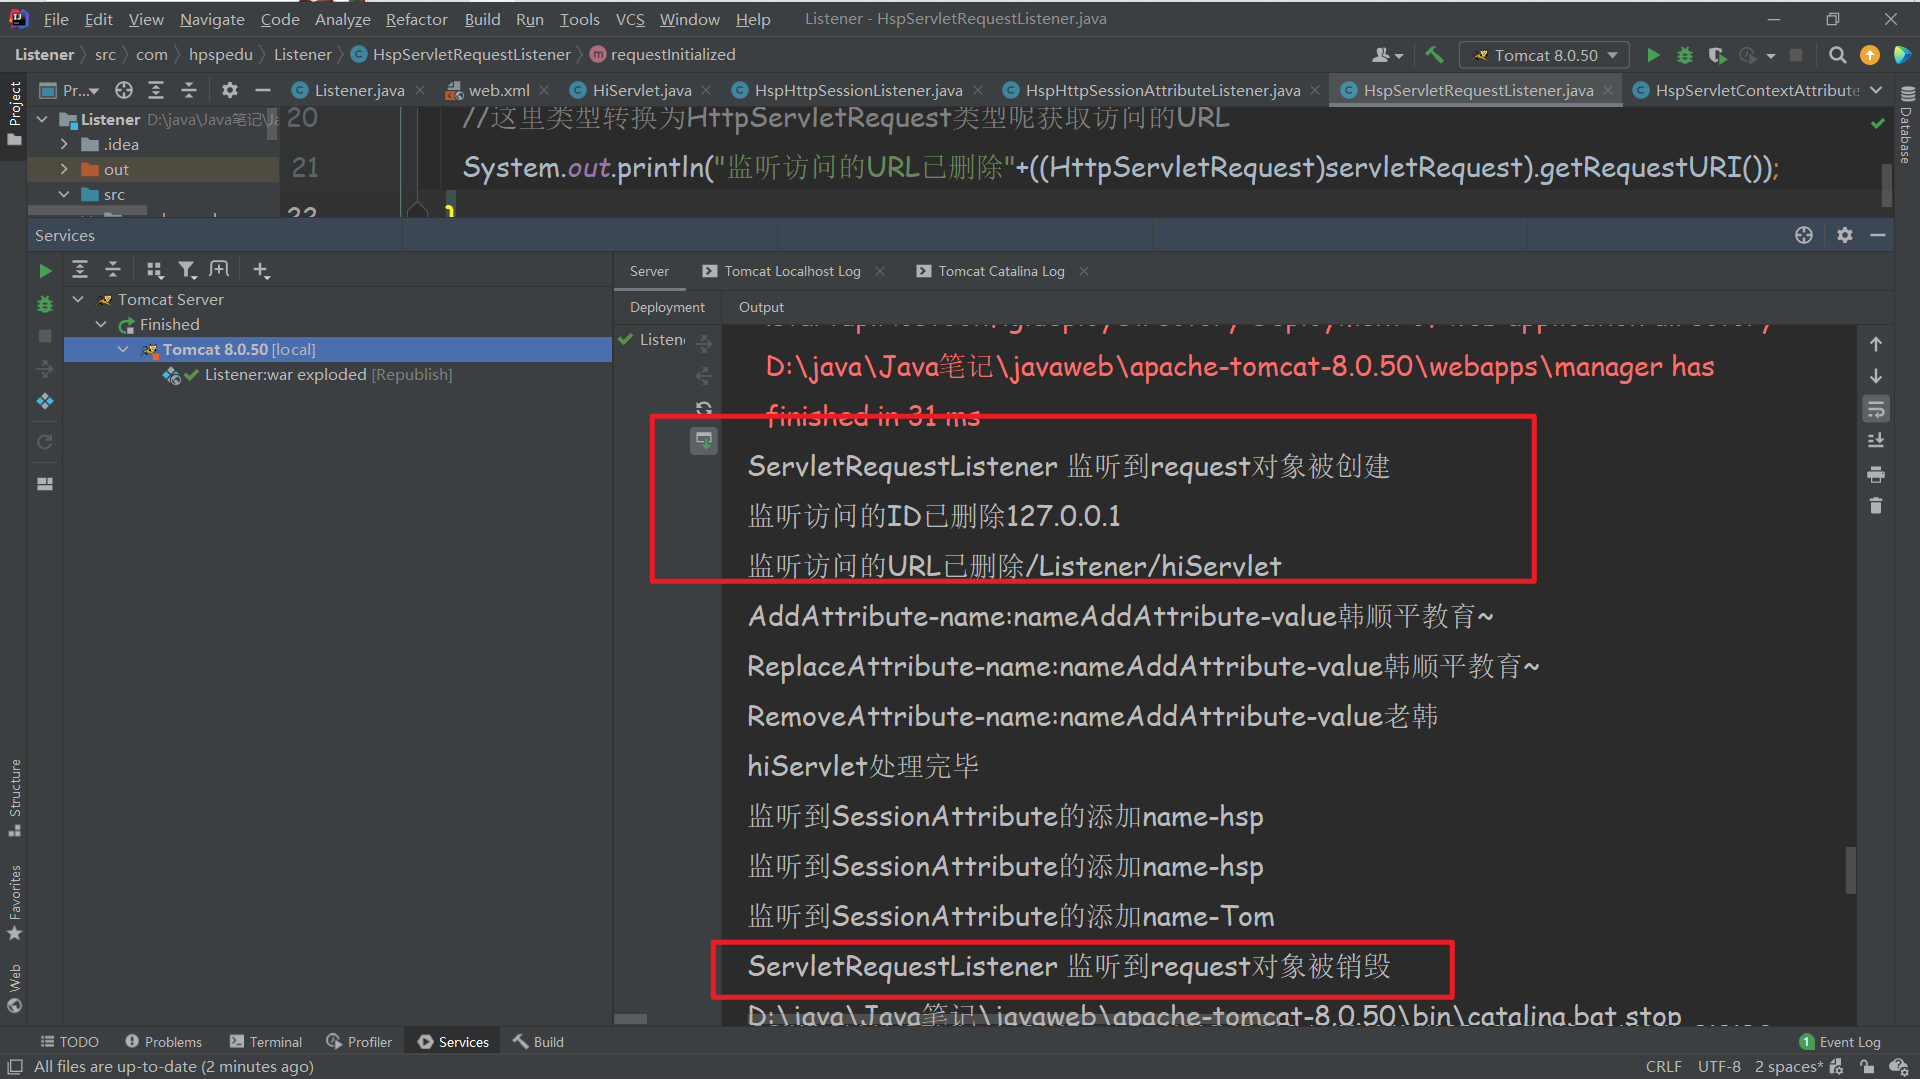 File Edit View Navigate Code Analyze Refactor Build Run Tools VCS Window Help Listener - HspServletRequestListener.java
Listener src com hpspedu Listener HspServletRequestListener requestInitialized Tomcat 8.0.50
Project
Pr... Listener.java web.xml HiServlet.java HspHttpSessionListener.java HspHttpSessionAttributeListener.java HspServletRequestListener.java HspServletContextAttribute
Database
Listener D:\java\Java笔记\Ja
.idea
out
src
20 //这里类型转换为HttpServletRequest类型呢获取访问的URL
21 System.out.println("监听访问的URL已删除"+((HttpServletRequest)servletRequest).getRequestURI());
22 }
Services
Server Tomcat Localhost Log Tomcat Catalina Log
Deployment Output
Tomcat Server
Finished
Tomcat 8.0.50 [local]
Listener:war exploded [Republish]
Listene
D:\java\Java笔记\javaweb\apache-tomcat-8.0.50\webapps\manager has
finished in 31 ms
ServletRequestListener 监听到request对象被创建
监听访问的ID已删除127.0.0.1
监听访问的URL已删除/Listener/hiServlet
AddAttribute-name:nameAddAttribute-value韩顺平教育~
ReplaceAttribute-name:nameAddAttribute-value韩顺平教育~
RemoveAttribute-name:nameAddAttribute-value老韩
hiServlet处理完毕
监听到SessionAttribute的添加name-hsp
监听到SessionAttribute的添加name-hsp
监听到SessionAttribute的添加name-Tom
ServletRequestListener 监听到request对象被销毁
D:\java\Java笔记\javaweb\apache-tomcat-8.0.50\bin\catalina.bat stop
Structure
Favorites
Web
TODO Problems Terminal Profiler Services Build 1 Event Log
All files are up-to-date (2 minutes ago) CRLF UTF-8 2 spaces*